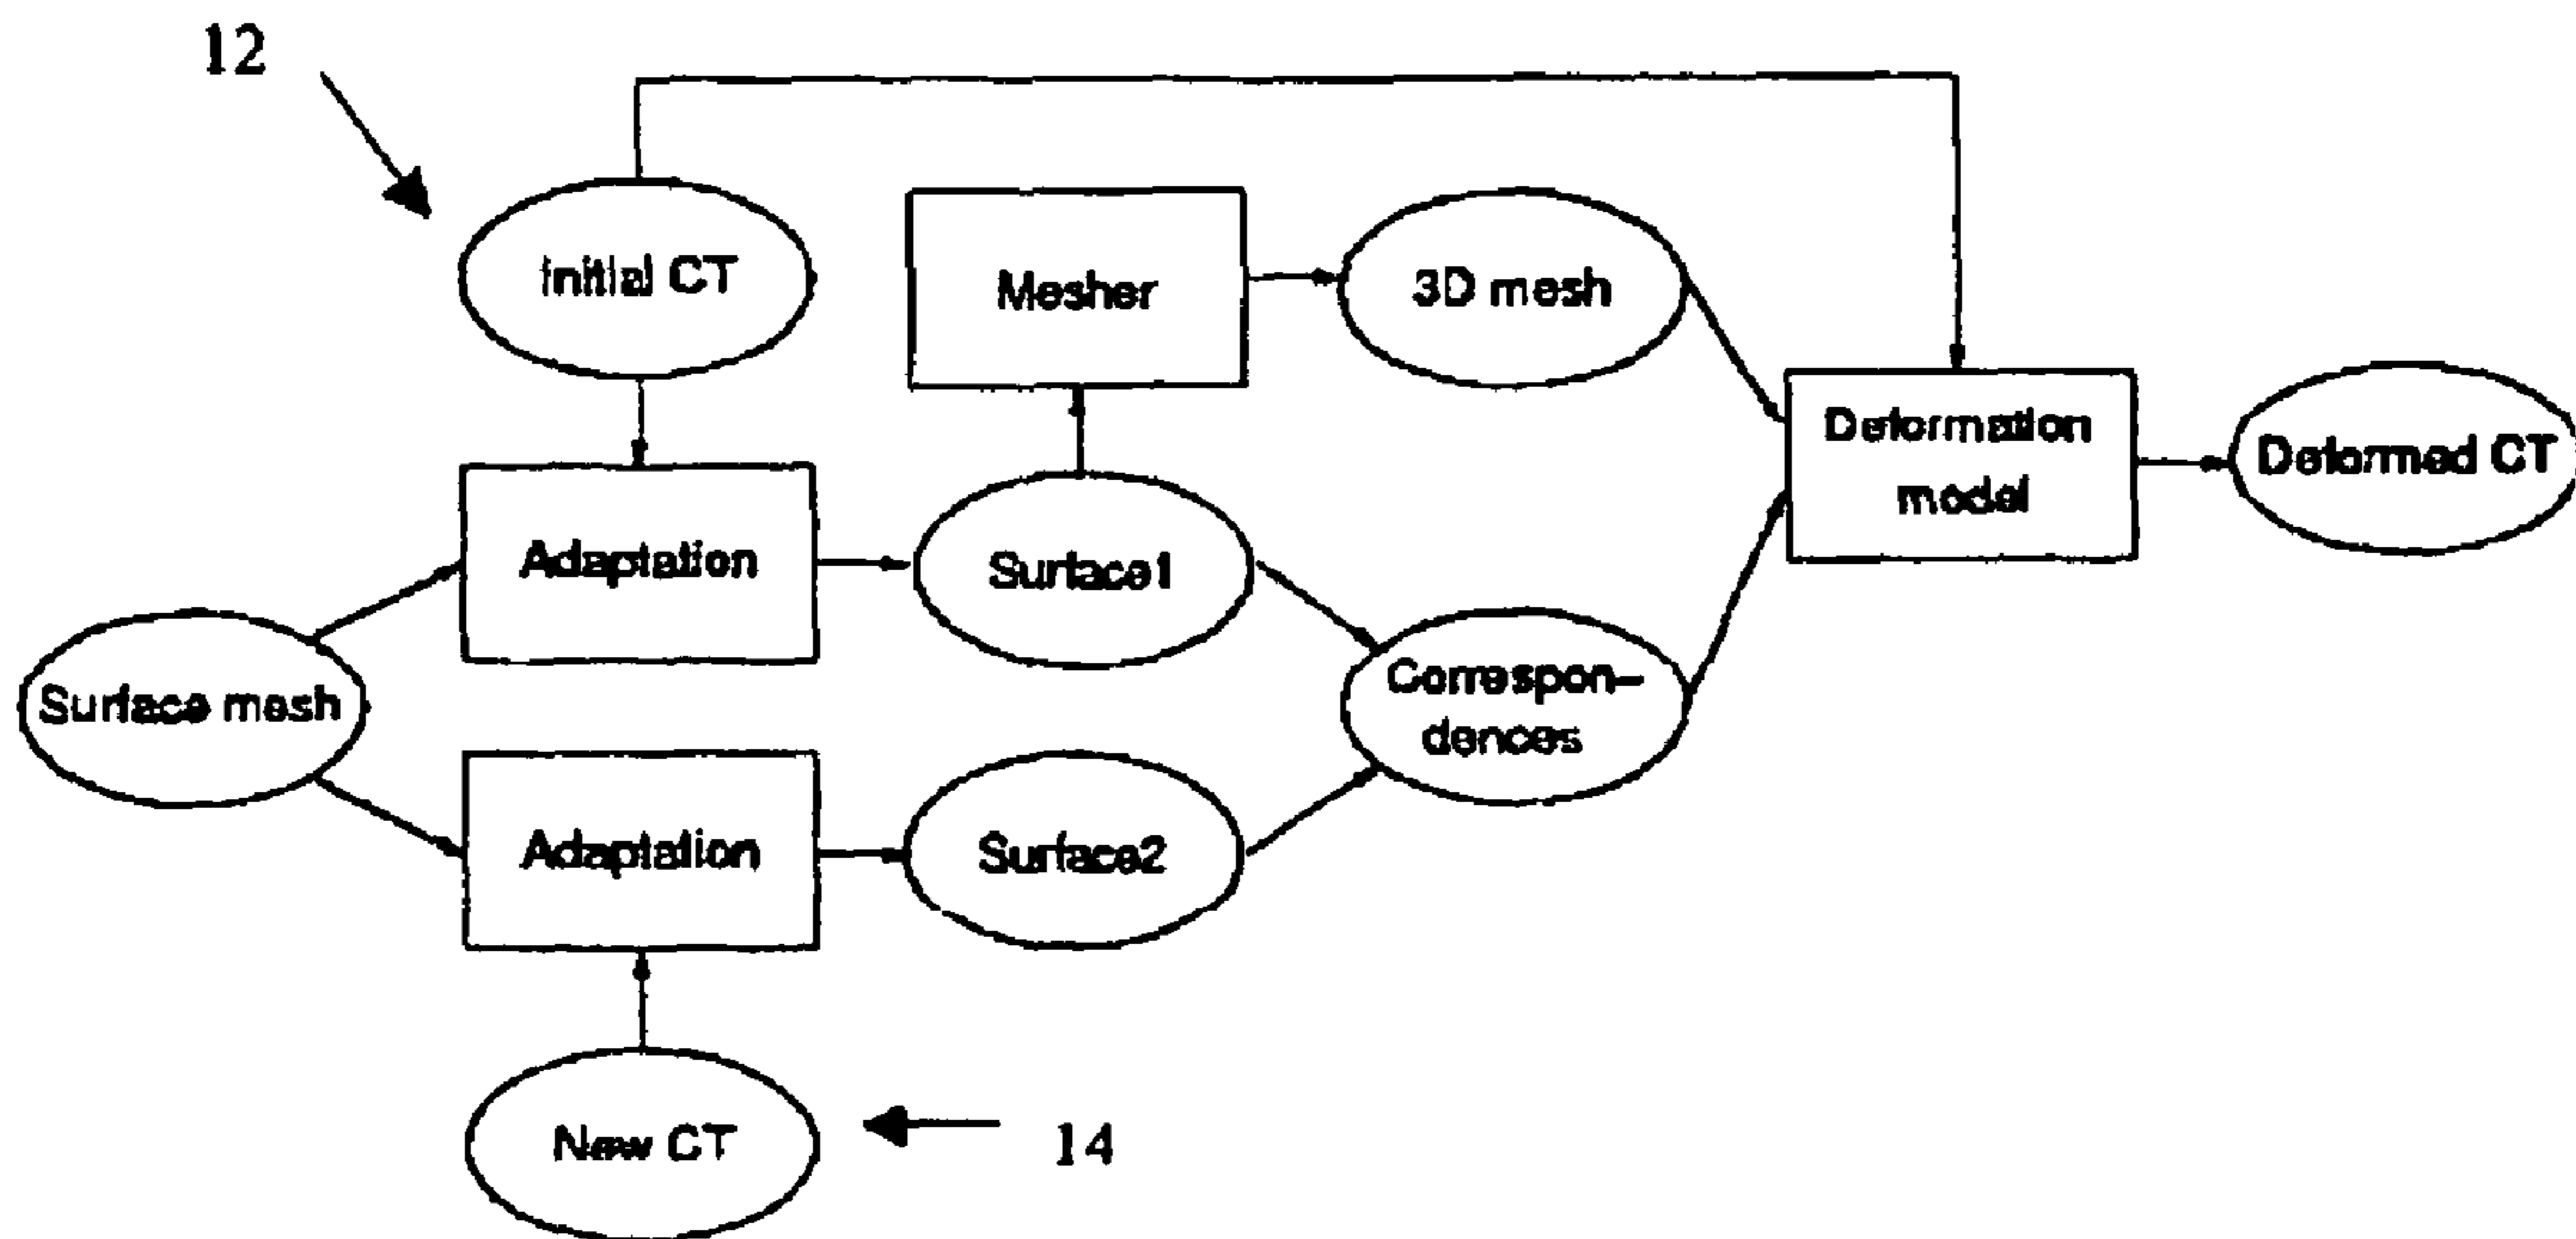 12
Initial CT
Mesher
3D mesh
Deformation
model
Deformed CT
Adaptation
Surface1
Surface mesh
Correspon-
dences
Adaptation
Surface2
New CT
14